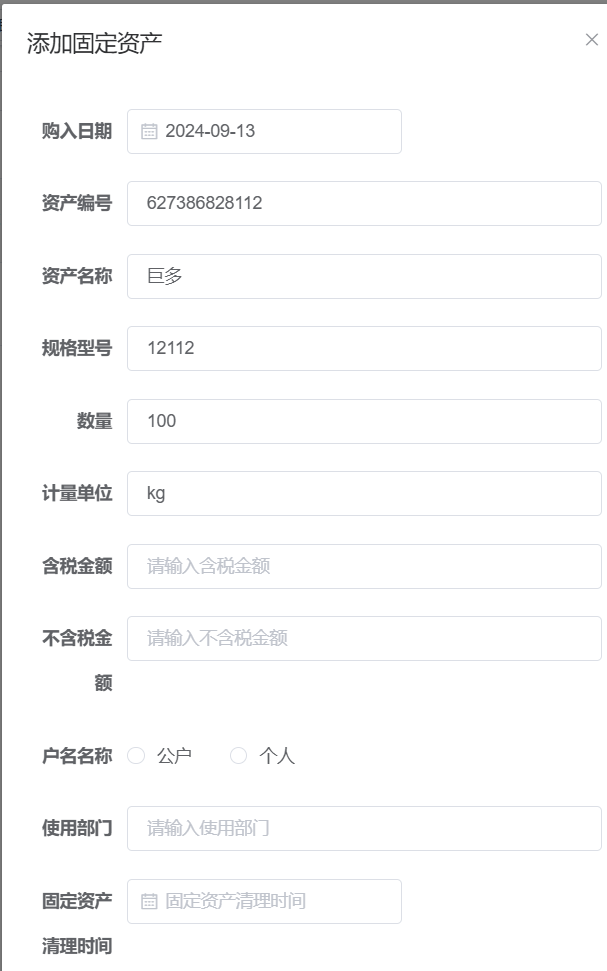 添加固定资产
购入日期 2024-09-13
资产编号 627386828112
资产名称 巨多
规格型号 12112
数量 100
计量单位 kg
含税金额 请输入含税金额
不含税金 请输入不含税金额
额
户名名称 公户 个人
使用部门 请输入使用部门
固定资产 固定资产清理时间
清理时间